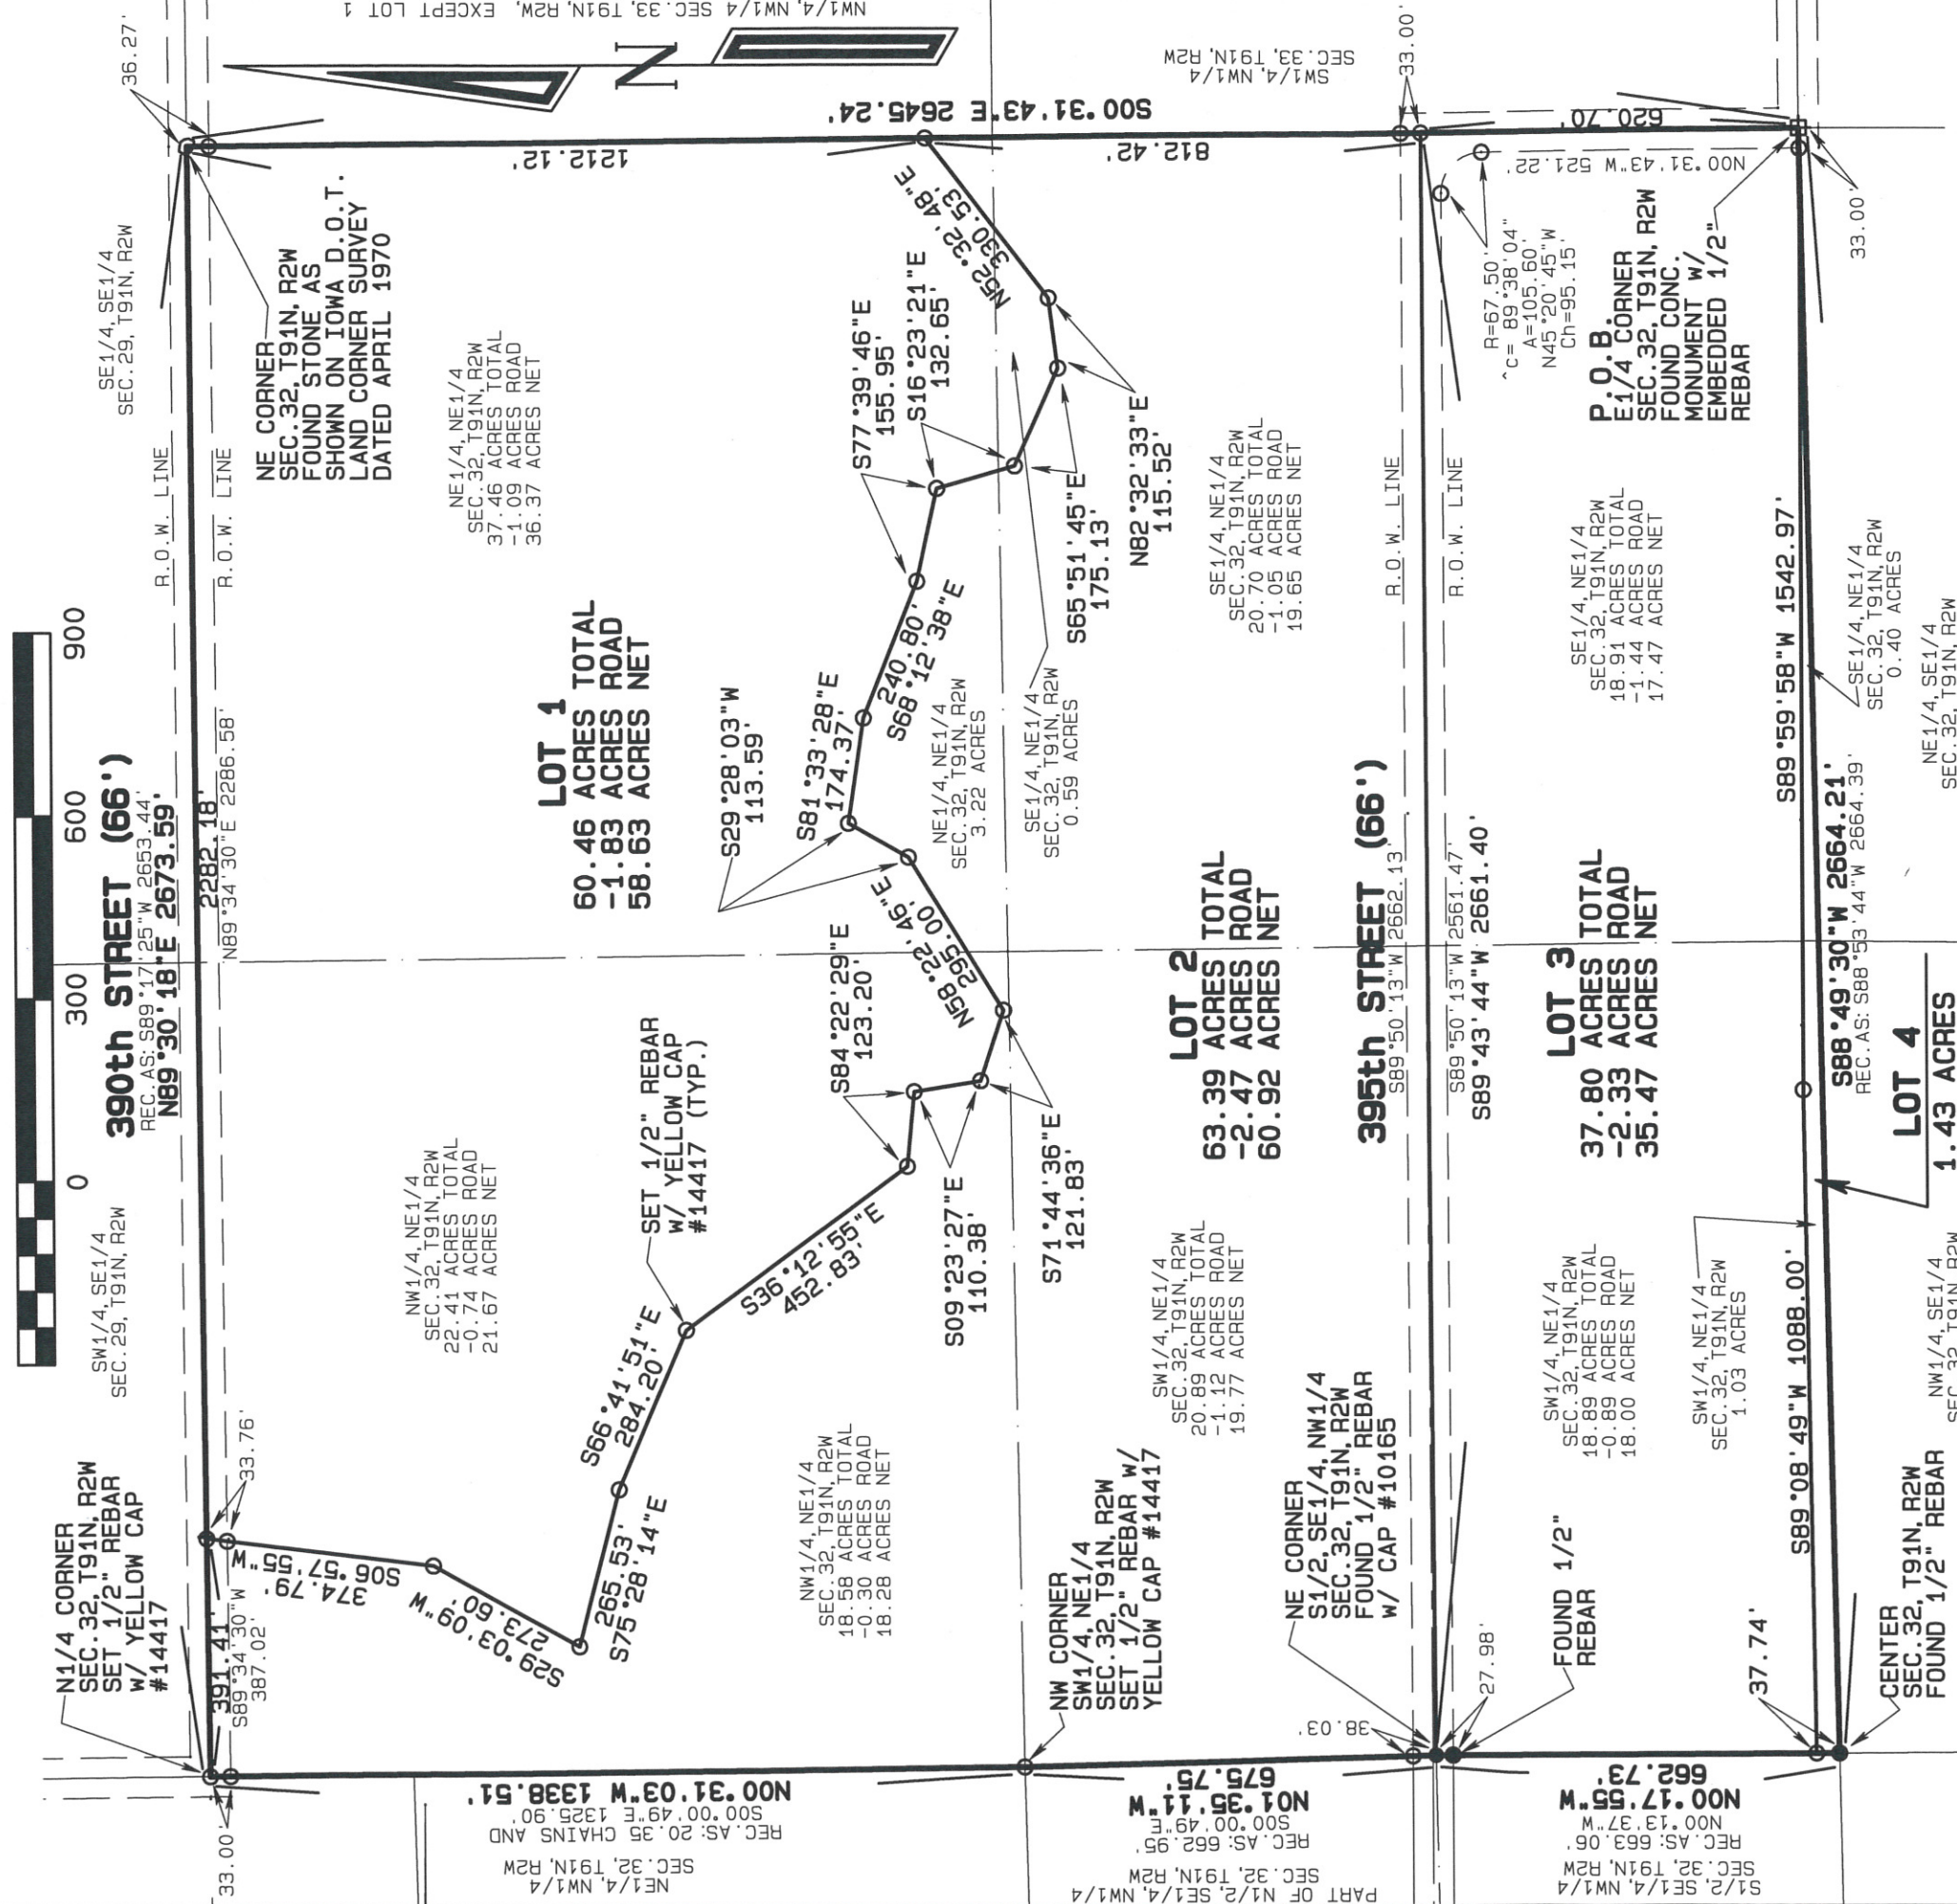 0
300
600
900
390th STREET (66')
REC. AS: S89°17'25"W 2653.44'
N89°30'18"E 2673.59'
2282.18'
N89°34'30"E 2286.58'
SW1/4, SE1/4
SEC.29, T91N, R2W
SE1/4, SE1/4
SEC.29, T91N, R2W
R.O.W. LINE
R.O.W. LINE
36.27'
NW1/4, NW1/4 SEC.33, T91N, R2W, EXCEPT LOT 1
N
N1/4 CORNER
SEC.32, T91N, R2W
SET 1/2" REBAR
W/ YELLOW CAP
#14417
391.41'
S89°34'30"W
387.02'
33.76'
33.00'
NE CORNER
SEC.32, T91N, R2W
FOUND STONE AS
SHOWN ON IOWA D.O.T.
LAND CORNER SURVEY
DATED APRIL 1970
NE1/4, NE1/4
SEC.32, T91N, R2W
37.46 ACRES TOTAL
-1.09 ACRES ROAD
36.37 ACRES NET
S00°31'43"E 2645.24'
1212.12'
812.42'
620.70'
SW1/4, NW1/4
SEC.33, T91N, R2W
33.00'
LOT 1
60.46 ACRES TOTAL
-1.83 ACRES ROAD
58.63 ACRES NET
NW1/4, NE1/4
SEC.32, T91N, R2W
22.41 ACRES TOTAL
-0.74 ACRES ROAD
21.67 ACRES NET
S06°57'55"W
374.79'
S29°03'09"W
273.60'
265.53'
S75°28'14"E
S66°41'51"E
284.20'
SET 1/2" REBAR
W/ YELLOW CAP
#14417 (TYP.)
S36°12'55"E
452.83'
S84°22'29"E
123.20'
S09°23'27"E
110.38'
S71°44'36"E
121.83'
N58°22'46"E
295.00'
S29°28'03"W
113.59'
S81°33'28"E
174.37'
240.80'
S68°12'38"E
S77°39'46"E
155.95'
S16°23'21"E
132.65'
S65°51'45"E
175.13'
N82°32'33"E
115.52'
N52°32'48"E
330.53'
NE1/4, NE1/4
SEC.32, T91N, R2W
3.22 ACRES
SE1/4, NE1/4
SEC.32, T91N, R2W
0.59 ACRES
NW1/4, NE1/4
SEC.32, T91N, R2W
18.58 ACRES TOTAL
-0.30 ACRES ROAD
18.28 ACRES NET
NE1/4, NW1/4
SEC.32, T91N, R2W
REC. AS: 20.35 CHAINS AND
S00°00'49"E 1325.90'
N00°31'03"W 1338.51'
NW CORNER
SW1/4, NE1/4
SEC.32, T91N, R2W
SET 1/2" REBAR W/
YELLOW CAP #14417
SW1/4, NE1/4
SEC.32, T91N, R2W
20.89 ACRES TOTAL
-1.12 ACRES ROAD
19.77 ACRES NET
LOT 2
63.39 ACRES TOTAL
-2.47 ACRES ROAD
60.92 ACRES NET
SE1/4, NE1/4
SEC.32, T91N, R2W
20.70 ACRES TOTAL
-1.05 ACRES ROAD
19.65 ACRES NET
PART OF N1/2, SE1/4, NW1/4
SEC.32, T91N, R2W
REC. AS: 662.95'
S00°00'49"E
N01°35'11"W
675.75'
NE CORNER
S1/2, SE1/4, NW1/4
SEC.32, T91N, R2W
FOUND 1/2" REBAR
W/ CAP #10165
38.03'
27.98'
395th STREET (66')
S89°50'13"W 2662.13'
S89°50'13"W 2561.47'
S89°43'44"W 2661.40'
R.O.W. LINE
R.O.W. LINE
R=67.50'
^c= 89°38'04"
A=105.60'
N45°20'45"W
Ch=95.15'
N00°31'43"W 521.22'
P.O.B.
E1/4 CORNER
SEC.32, T91N, R2W
FOUND CONC.
MONUMENT W/
EMBEDDED 1/2"
REBAR
33.00'
S1/2, SE1/4, NW1/4
SEC.32, T91N, R2W
REC. AS: 663.06'
N00°13'37"W
N00°17'55"W
662.73'
FOUND 1/2"
REBAR
SW1/4, NE1/4
SEC.32, T91N, R2W
18.89 ACRES TOTAL
-0.89 ACRES ROAD
18.00 ACRES NET
LOT 3
37.80 ACRES TOTAL
-2.33 ACRES ROAD
35.47 ACRES NET
SE1/4, NE1/4
SEC.32, T91N, R2W
18.91 ACRES TOTAL
-1.44 ACRES ROAD
17.47 ACRES NET
SW1/4, NE1/4
SEC.32, T91N, R2W
1.03 ACRES
37.74'
S89°08'49"W 1088.00'
S89°59'58"W 1542.97'
S88°49'30"W 2664.21'
REC. AS: S88°53'44"W 2664.39'
SE1/4, NE1/4
SEC.32, T91N, R2W
0.40 ACRES
CENTER
SEC.32, T91N, R2W
FOUND 1/2" REBAR
LOT 4
1.43 ACRES
NW1/4, SE1/4
SEC.32, T91N, R2W
NE1/4, SE1/4
SEC.32, T91N, R2W